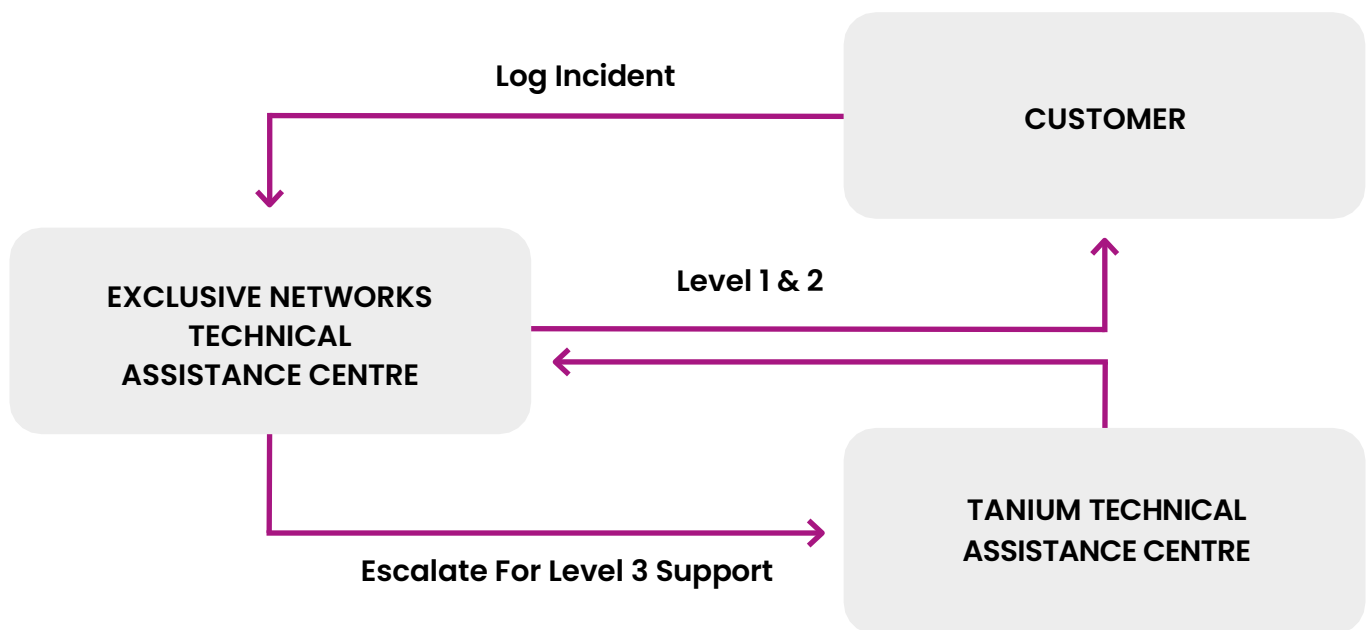 Log Incident
CUSTOMER
Level 1 & 2
EXCLUSIVE NETWORKS
TECHNICAL
ASSISTANCE CENTRE
TANIUM TECHNICAL
ASSISTANCE CENTRE
Escalate For Level 3 Support